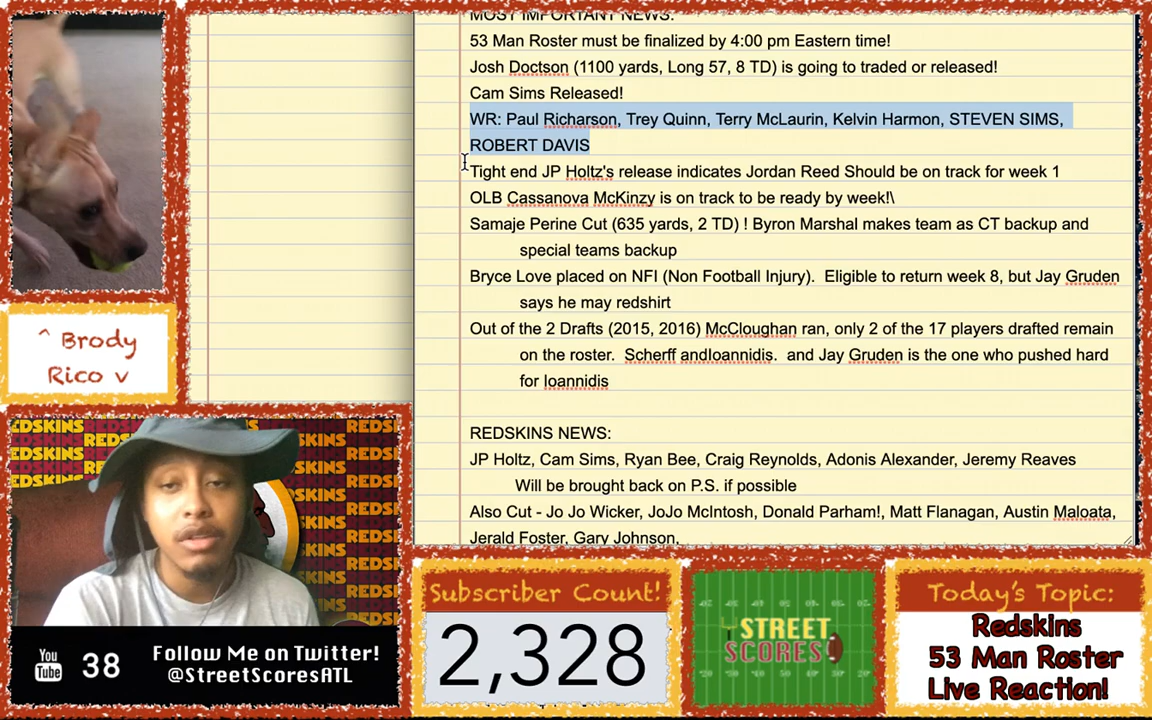 MOST IMPORTANT NEWS:
53 Man Roster must be finalized by 4:00 pm Eastern time!
Josh Doctson (1100 yards, Long 57, 8 TD) is going to traded or released!
Cam Sims Released!
WR: Paul Richarson, Trey Quinn, Terry McLaurin, Kelvin Harmon, STEVEN SIMS,
ROBERT DAVIS
Tight end JP Holtz's release indicates Jordan Reed Should be on track for week 1
OLB Cassanova McKinzy is on track to be ready by week!\
Samaje Perine Cut (635 yards, 2 TD) ! Byron Marshal makes team as CT backup and
special teams backup
Bryce Love placed on NFI (Non Football Injury).  Eligible to return week 8, but Jay Gruden
says he may redshirt
Out of the 2 Drafts (2015, 2016) McCloughan ran, only 2 of the 17 players drafted remain
on the roster.  Scherff andIoannidis.  and Jay Gruden is the one who pushed hard
for Ioannidis
REDSKINS NEWS:
JP Holtz, Cam Sims, Ryan Bee, Craig Reynolds, Adonis Alexander, Jeremy Reaves
Will be brought back on P.S. if possible
Also Cut - Jo Jo Wicker, JoJo McIntosh, Donald Parham!, Matt Flanagan, Austin Maloata,
Jerald Foster, Gary Johnson,
^ Brody
Rico v
REDSKINS REDSKINS REDSKINS
You
Tube
38
Follow Me on Twitter!
@StreetScoresATL
Subscriber Count!
2,328
STREET
SCORES
Today's Topic:
Redskins
53 Man Roster
Live Reaction!